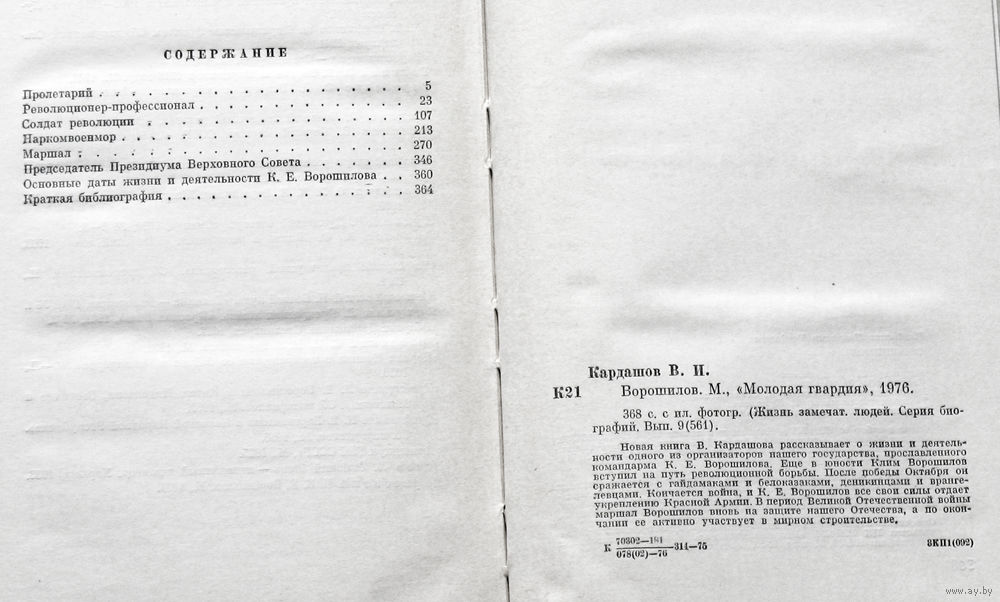 СОДЕРЖАНИЕ
Пролетарий . . . . . . . . . . . . . . . . . . . 5
Революционер-профессионал . . . . . . . . . . . . 23
Солдат революции . . . . . . . . . . . . . . . . 107
Наркомвоенмор . . . . . . . . . . . . . . . . . . 213
Маршал . . . . . . . . . . . . . . . . . . . . . 270
Председатель Президиума Верховного Совета . . . . . . 346
Основные даты жизни и деятельности К. Е. Ворошилова . . 360
Краткая библиография . . . . . . . . . . . . . . . 364
Кардашов В. И.
К21 Ворошилов. М., «Молодая гвардия», 1976.
368 с. с ил. фотогр. (Жизнь замечат. людей. Серия био-
графий. Вып. 9(561).
Новая книга В. Кардашова рассказывает о жизни и деятель-
ности одного из организаторов нашего государства, прославленного
командарма К. Е. Ворошилова. Еще в юности Клим Ворошилов
вступил на путь революционной борьбы. После победы Октября он
сражается с гайдамаками и белоказаками, деникинцами и вранге-
левцами. Кончается война, и К. Е. Ворошилов все свои силы отдает
укреплению Красной Армии. В период Великой Отечественной войны
маршал Ворошилов вновь на защите нашего Отечества, а по окон-
чании ее активно участвует в мирном строительстве.
К 70302—181
078(02)—76 —314—75 3КП1(092)
www.ay.by